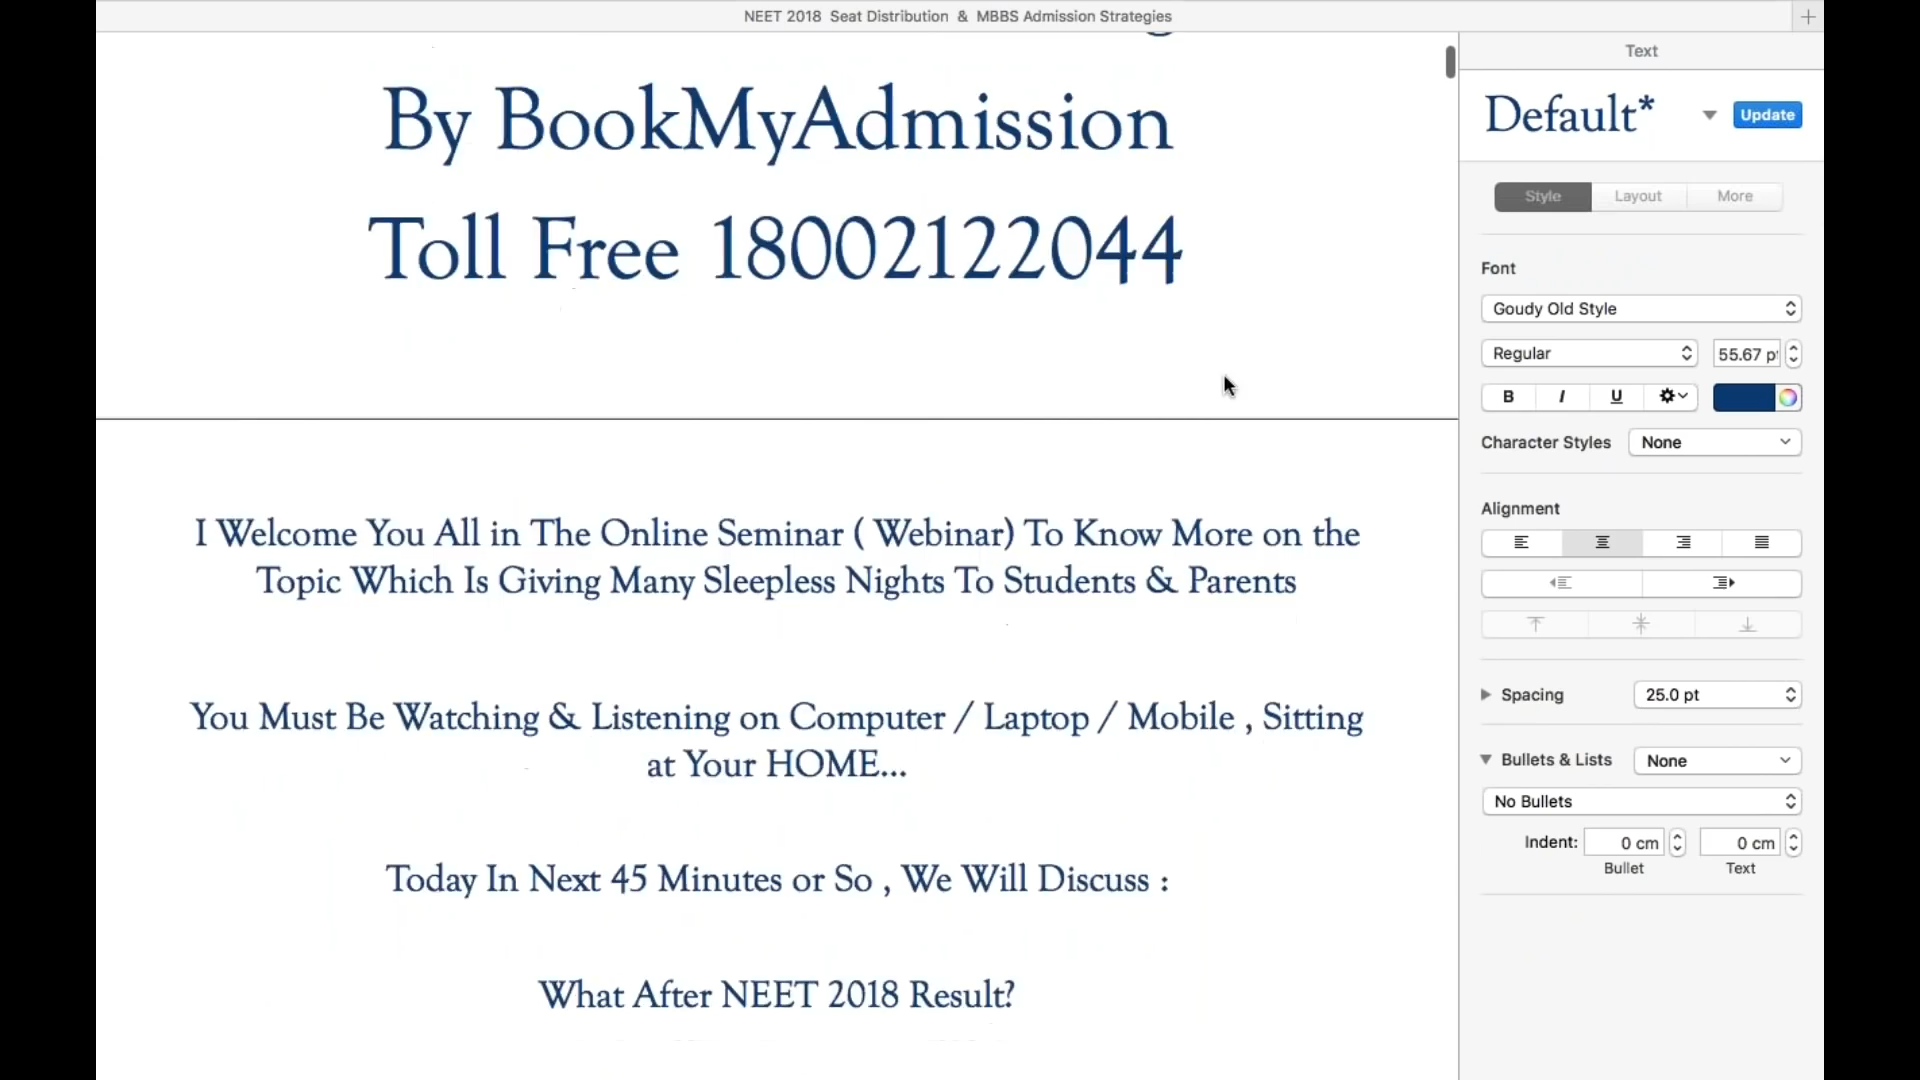 NEET 2018 Seat Distribution & MBBS Admission Strategies
By BookMyAdmission
Toll Free 18002122044
I Welcome You All in The Online Seminar ( Webinar) To Know More on the
Topic Which Is Giving Many Sleepless Nights To Students & Parents
You Must Be Watching & Listening on Computer / Laptop / Mobile , Sitting
at Your HOME...
Today In Next 45 Minutes or So , We Will Discuss :
What After NEET 2018 Result?
Text
Default*
Update
Style Layout More
Font
Goudy Old Style
Regular 55.67 p
B I U
Character Styles None
Alignment
Spacing 25.0 pt
Bullets & Lists None
No Bullets
Indent: 0 cm 0 cm
Bullet Text